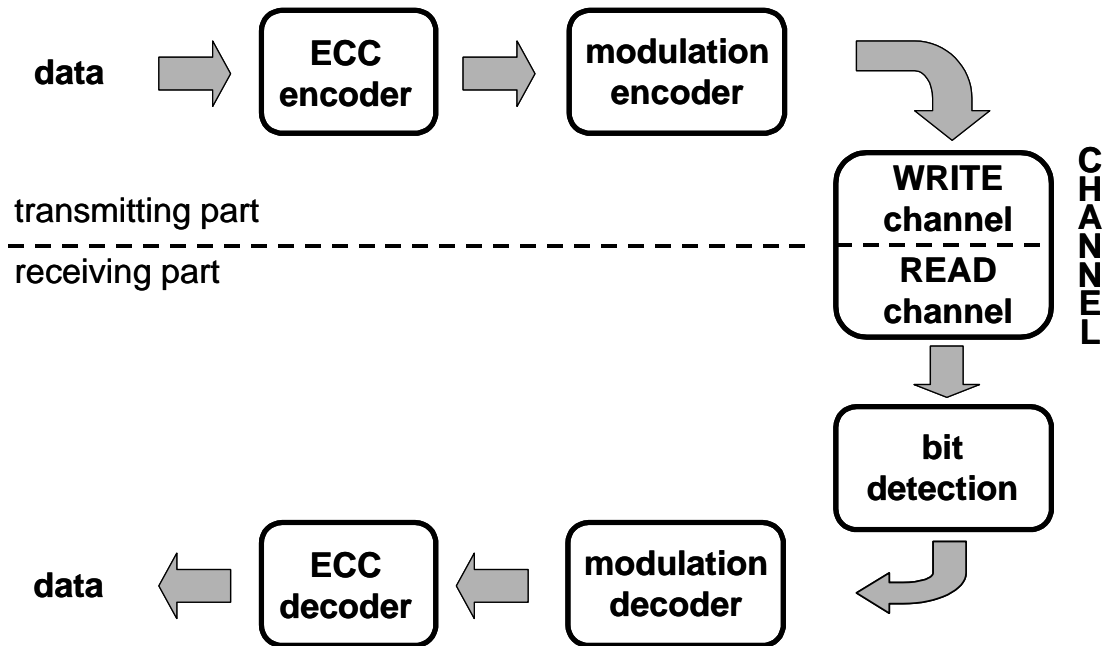 data
ECC
encoder
modulation
encoder
transmitting part
receiving part
WRITE
channel
READ
channel
CHANNEL
bit
detection
data
ECC
decoder
modulation
decoder